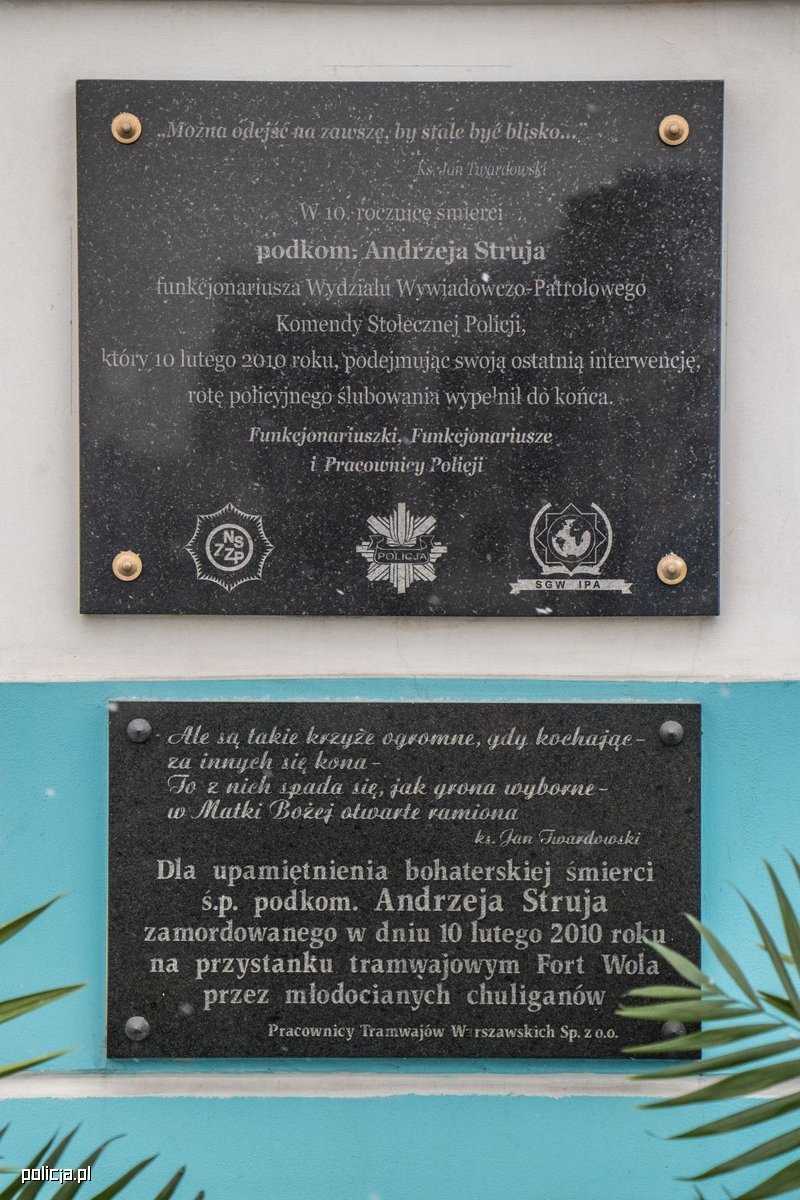 „Można odejść na zawsze, by stale być blisko...”
Ks. Jan Twardowski
W 10. rocznicę śmierci
podkom. Andrzeja Struja
funkcjonariusza Wydziału Wywiadowczo-Patrolowego
Komendy Stołecznej Policji,
który 10 lutego 2010 roku, podejmując swoją ostatnią interwencję,
rotę policyjnego ślubowania wypełnił do końca.
Funkcjonariuszki, Funkcjonariusze
i Pracownicy Policji
NS
ZZP
POLICJA
SGW IPA
Ale są takie krzyże ogromne, gdy kochając –
za innych się kona –
To z nich spada się, jak grona wyborne –
w Matki Bożej otwarte ramiona
ks. Jan Twardowski
Dla upamiętnienia bohaterskiej śmierci
ś.p. podkom. Andrzeja Struja
zamordowanego w dniu 10 lutego 2010 roku
na przystanku tramwajowym Fort Wola
przez młodocianych chuliganów
Pracownicy Tramwajów Warszawskich Sp. z o.o.
policja.pl